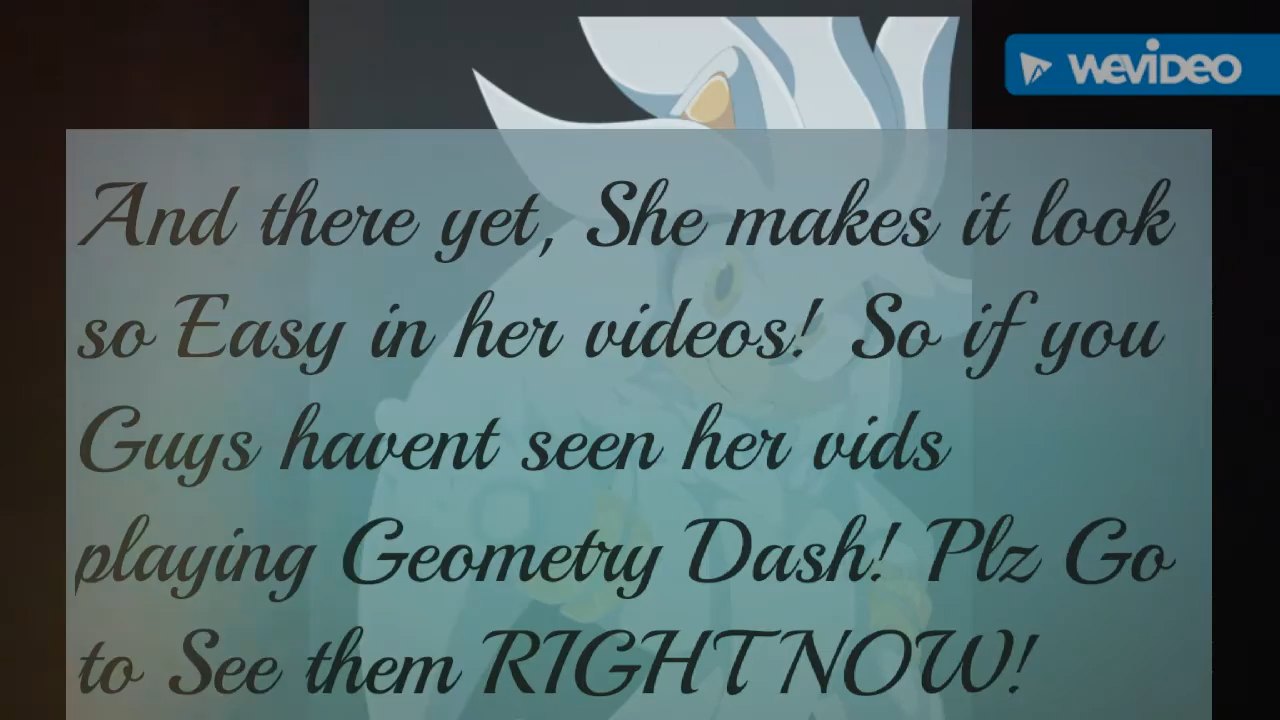 WEVIDEO
And there yet, She makes it look
so Easy in her videos! So if you
Guys havent seen her vids
playing Geometry Dash! Plz Go
to See them RIGHT NOW!